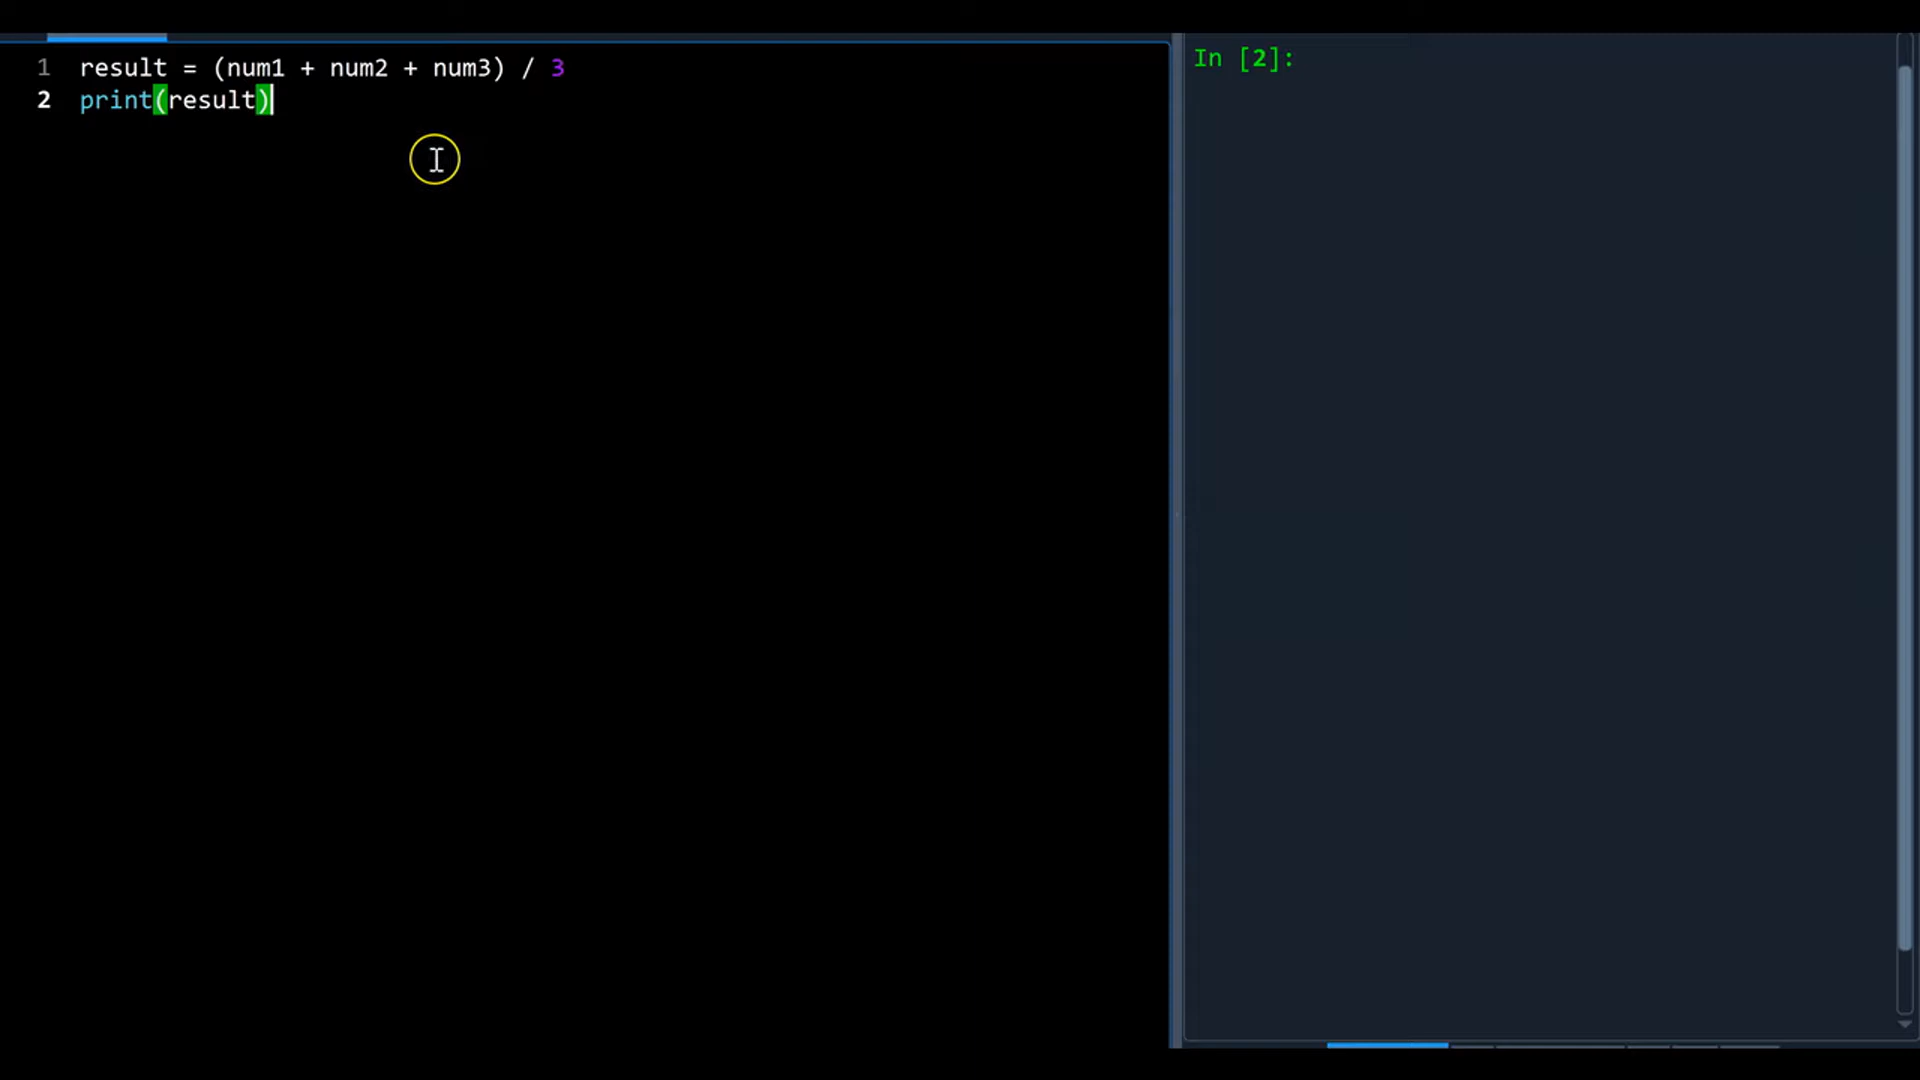 1 result = (num1 + num2 + num3) / 3
2 print(result)
In [2]: